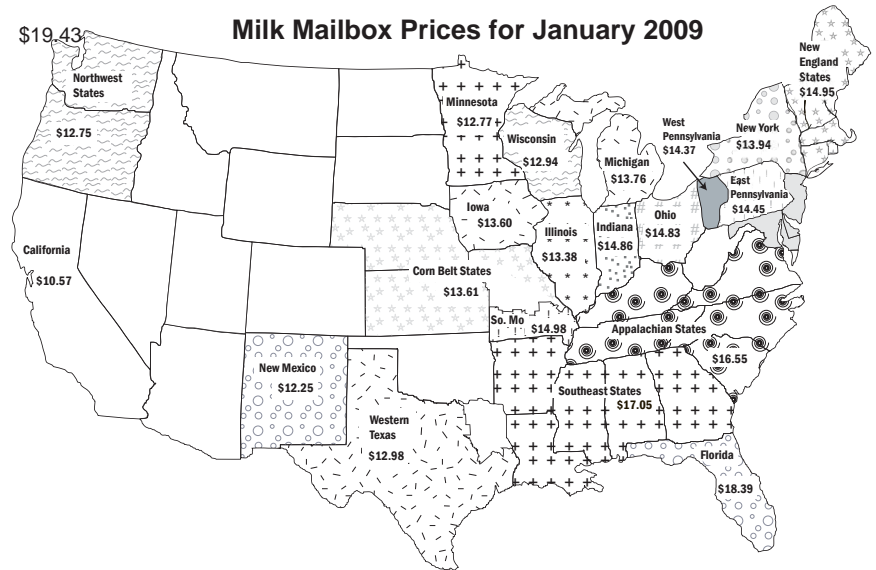 $19.43
Milk Mailbox Prices for January 2009
Northwest
States
$12.75
Minnesota
$12.77
Wisconsin
$12.94
Michigan
$13.76
West
Pennsylvania
$14.37
New York
$13.94
New
England
States
$14.95
East
Pennsylvania
$14.45
Iowa
$13.60
Illinois
$13.38
Indiana
$14.86
Ohio
$14.83
California
$10.57
Corn Belt States
$13.61
So. Mo
$14.98
Appalachian States
$16.55
New Mexico
$12.25
Western
Texas
$12.98
Southeast States
$17.05
Florida
$18.39